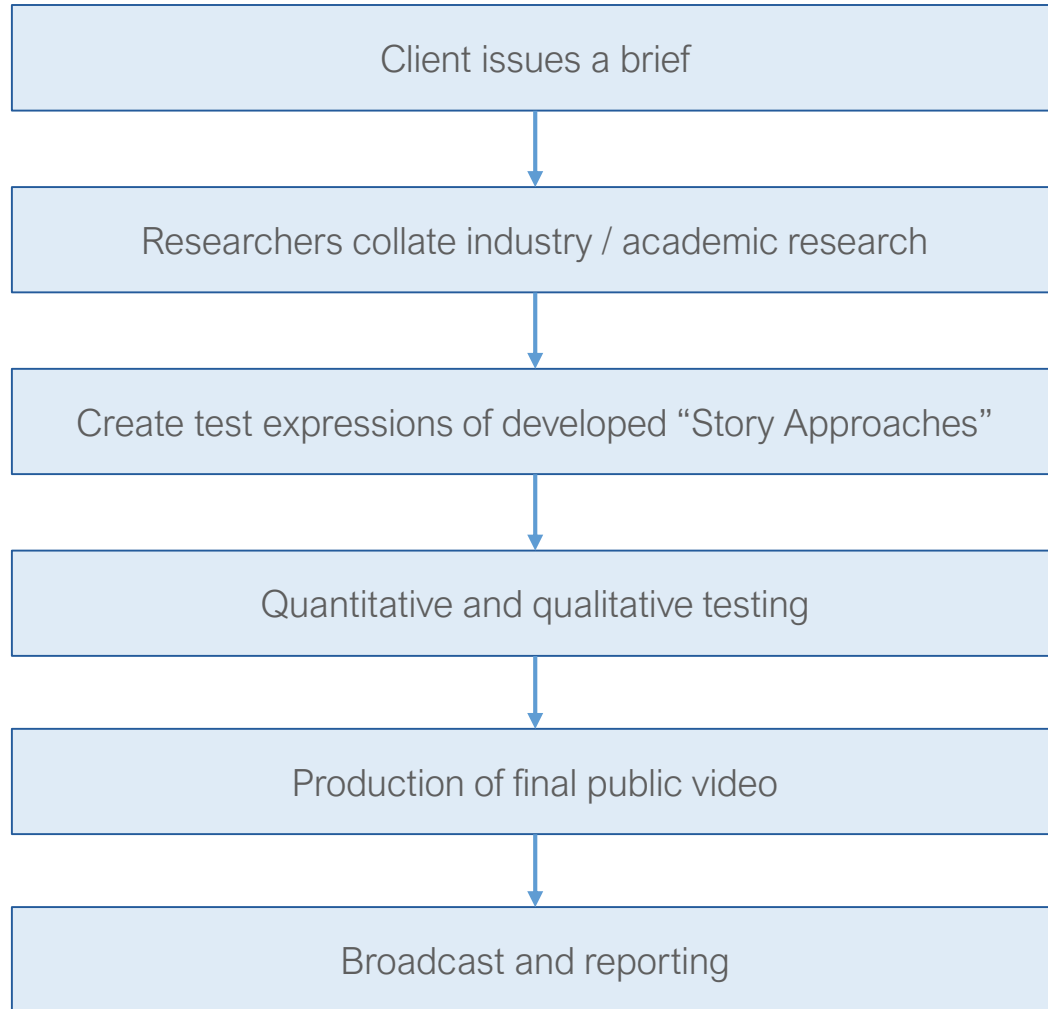 Client issues a brief
Researchers collate industry / academic research
Create test expressions of developed “Story Approaches”
Quantitative and qualitative testing
Production of final public video
Broadcast and reporting